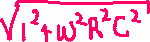 √(1² + ω²R²C²)